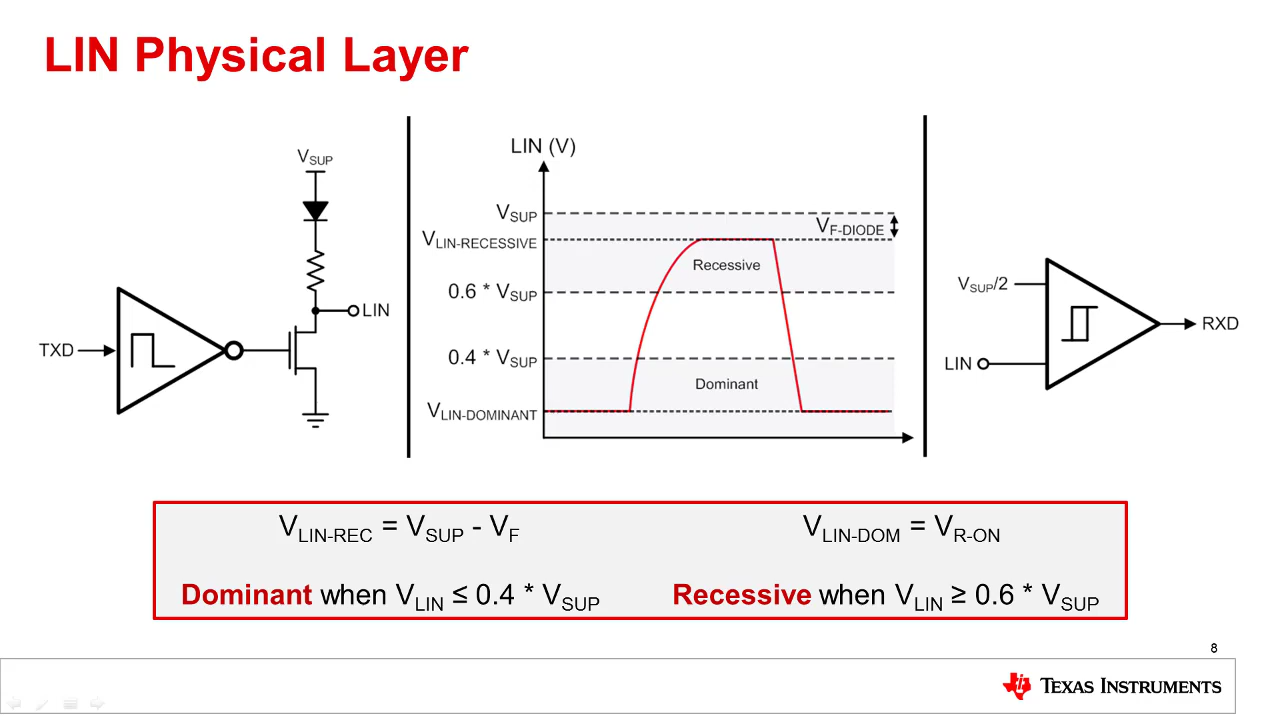 LIN Physical Layer
VSUP
LIN
TXD
LIN (V)
VSUP
VF-DIODE
VLIN-RECESSIVE
Recessive
0.6 * VSUP
0.4 * VSUP
Dominant
VLIN-DOMINANT
VSUP/2
RXD
LIN
VLIN-REC = VSUP - VF
VLIN-DOM = VR-ON
Dominant when VLIN ≤ 0.4 * VSUP
Recessive when VLIN ≥ 0.6 * VSUP
8
TEXAS INSTRUMENTS